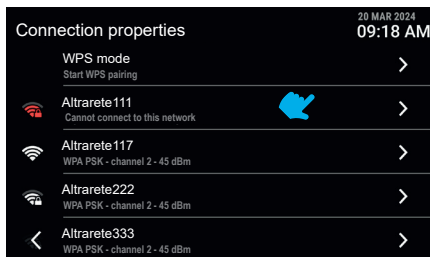 20 MAR 2024
Connection properties
09:18 AM
WPS mode
Start WPS pairing
Altrarete111
Cannot connect to this network
Altrarete117
WPA PSK - channel 2 - 45 dBm
Altrarete222
WPA PSK - channel 2 - 45 dBm
Altrarete333
WPA PSK - channel 2 - 45 dBm